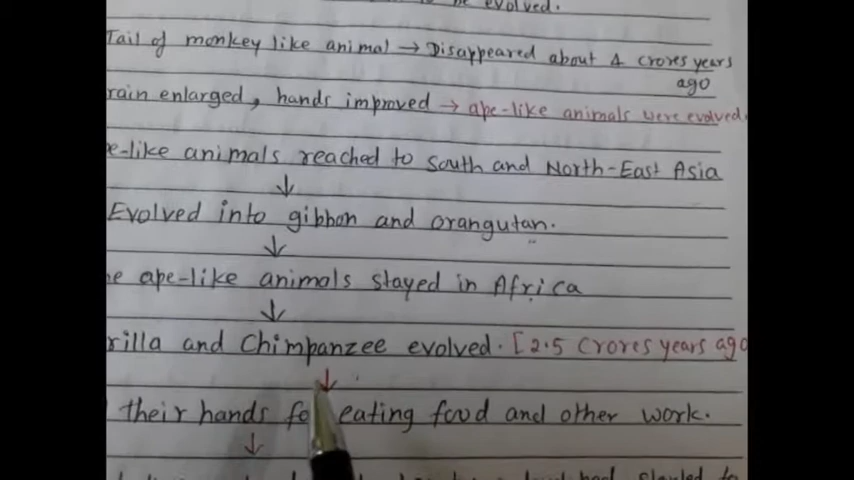 be evolved.
Tail of monkey like animal → Disappeared about 4 crores years
ago
rain enlarged, hands improved → ape-like animals were evolved.
e-like animals reached to south and North-East Asia
↓
Evolved into gibbon and orangutan.
↓
e ape-like animals stayed in Africa
↓
rilla and Chimpanzee evolved. [2.5 crores years ago
↓
their hands fo eating food and other work.
↓